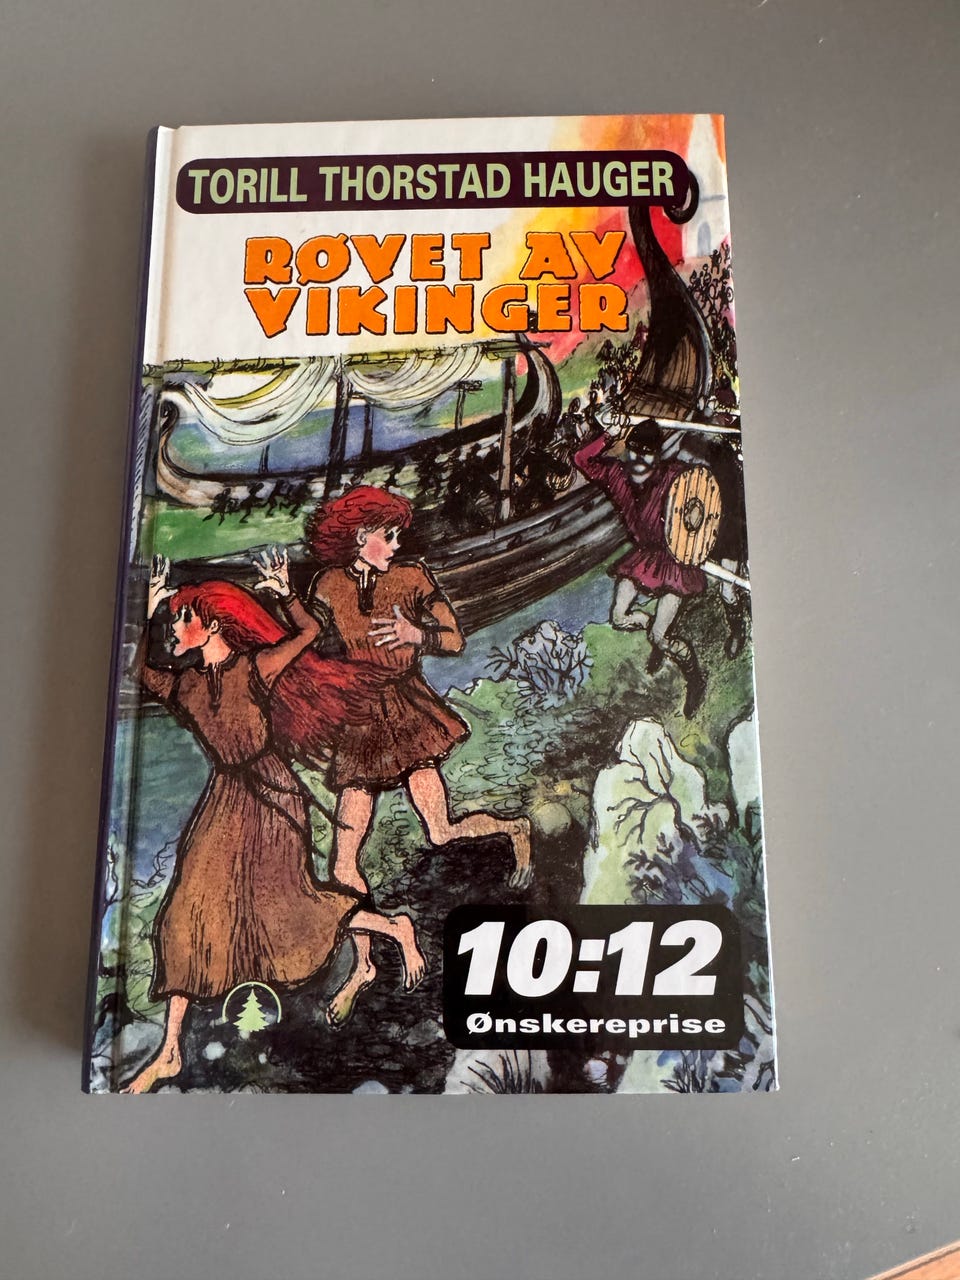 TORILL THORSTAD HAUGER
RØVET AV
VIKINGER
10:12
Ønskereprise